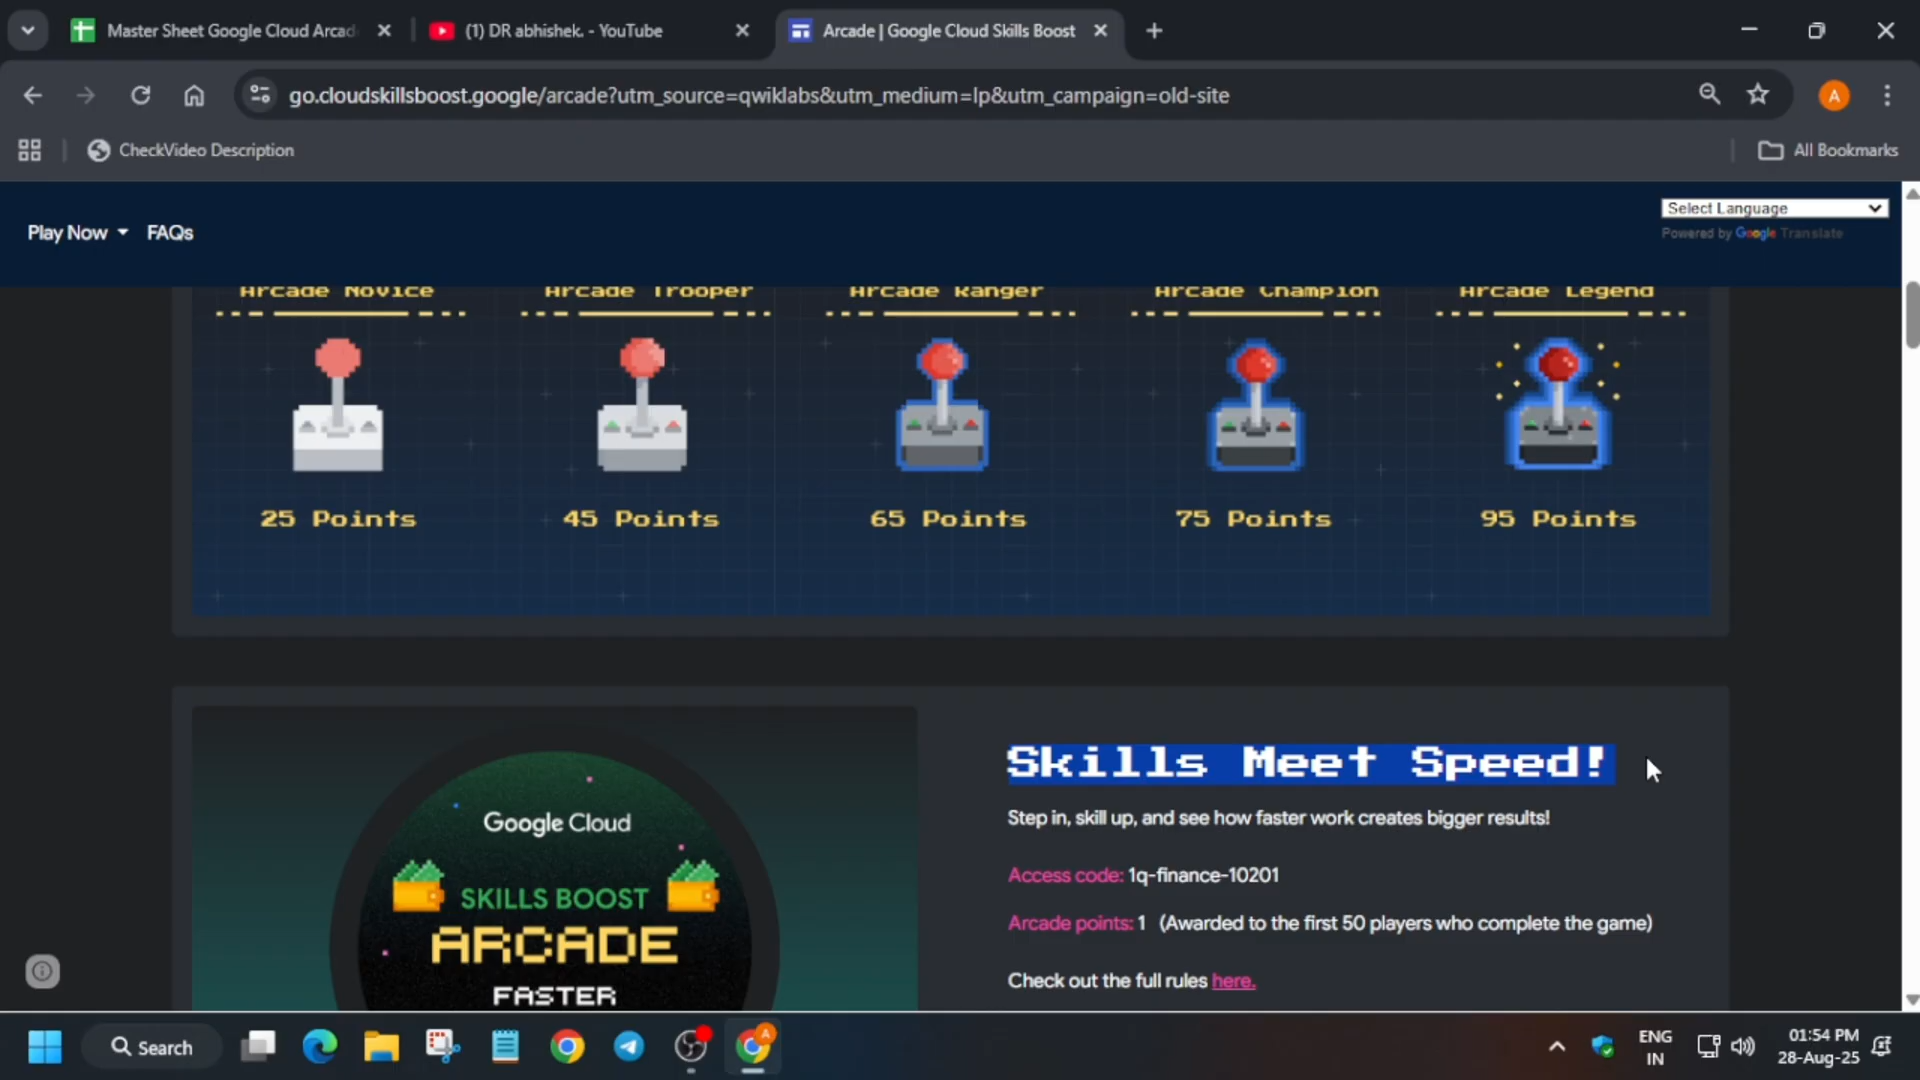 Master Sheet Google Cloud Arcad
(1) DR abhishek. - YouTube
Arcade | Google Cloud Skills Boost
go.cloudskillsboost.google/arcade?utm_source=qwiklabs&utm_medium=lp&utm_campaign=old-site
A
CheckVideo Description
All Bookmarks
Play Now
FAQs
Select Language
Powered by Google Translate
Arcade Novice
Arcade Trooper
Arcade Ranger
Arcade Champion
Arcade Legend
25 Points
45 Points
65 Points
75 Points
95 Points
Google Cloud
SKILLS BOOST
ARCADE
FASTER
Skills Meet Speed!
Step in, skill up, and see how faster work creates bigger results!
Access code: 1q-finance-10201
Arcade points: 1 (Awarded to the first 50 players who complete the game)
Check out the full rules here.
Search
A
ENG
IN
01:54 PM
28-Aug-25